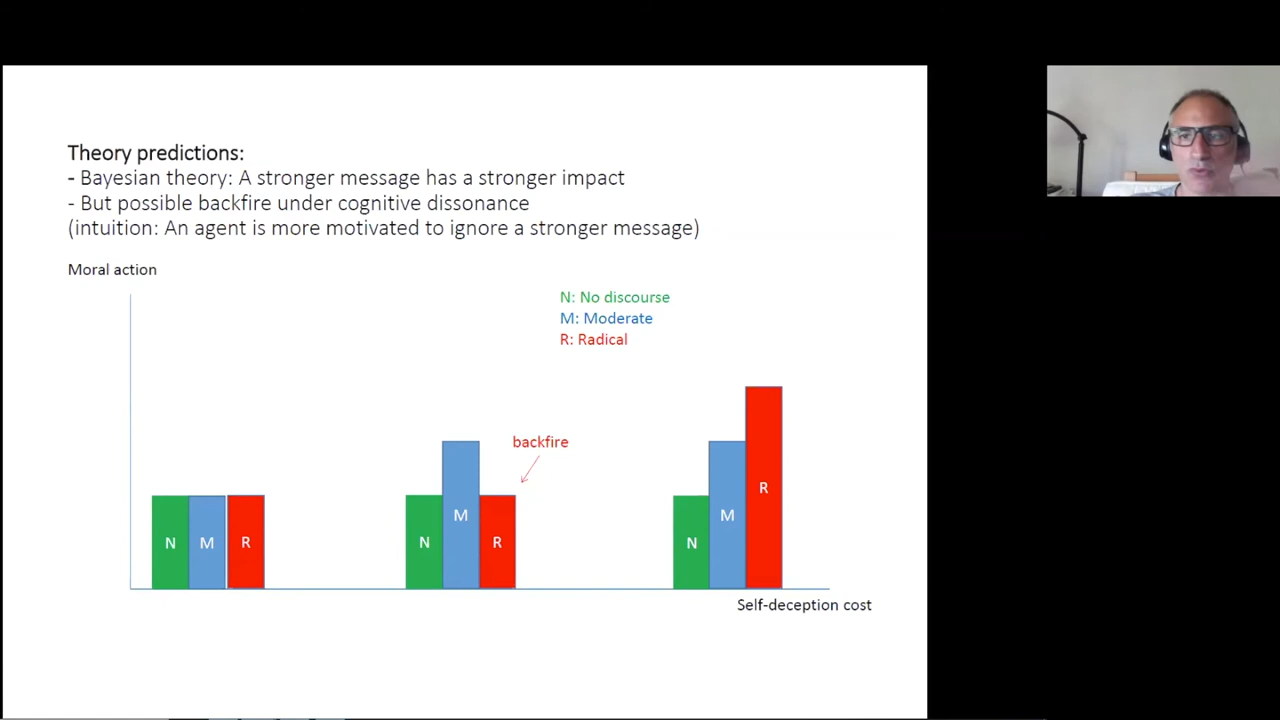 Theory predictions:
- Bayesian theory: A stronger message has a stronger impact
- But possible backfire under cognitive dissonance
(intuition: An agent is more motivated to ignore a stronger message)
Moral action
N: No discourse
M: Moderate
R: Radical
backfire
N M R
N M R
N M R
Self-deception cost